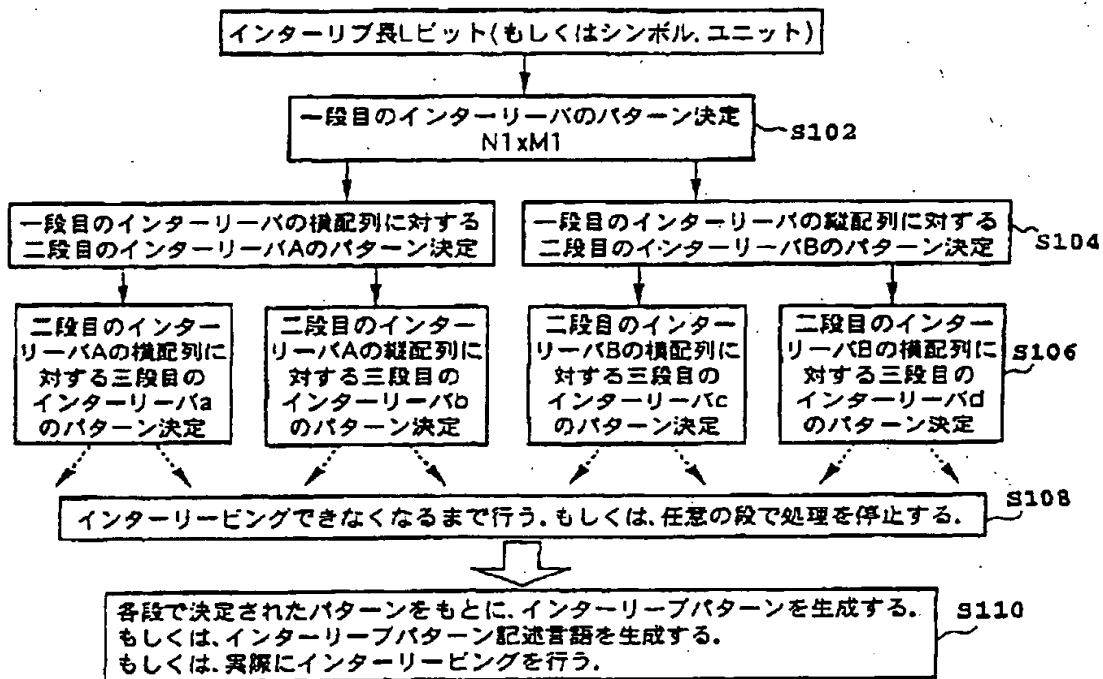 インターリブ長Lビット(もしくはシンボル.ユニット)
一段目のインターリーバのパターン決定
N1xM1
S102
一段目のインターリーバの横配列に対する
二段目のインターリーバAのパターン決定
一段目のインターリーバの縦配列に対する
二段目のインターリーバBのパターン決定
S104
二段目のインター
リーバAの横配列に
対する三段目の
インターリーバa
のパターン決定
二段目のインター
リーバAの縦配列に
対する三段目の
インターリーバb
のパターン決定
二段目のインター
リーバBの横配列に
対する三段目の
インターリーバc
のパターン決定
二段目のインター
リーバBの横配列に
対する三段目の
インターリーバd
のパターン決定
S106
インターリービングできなくなるまで行う.もしくは、任意の段で処理を停止する.
S108
各段で決定されたパターンをもとに、インターリーブパターンを生成する.
もしくは、インターリーブパターン記述言語を生成する.
もしくは、実際にインターリービングを行う.
S110